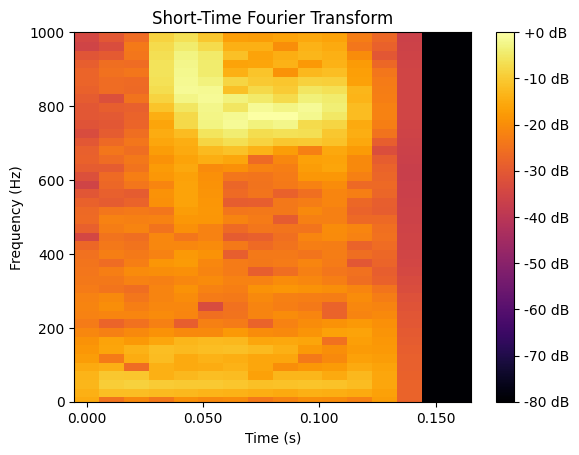 Short-Time Fourier Transform
Frequency (Hz)
1000
800
600
400
200
0
0.000
0.050
0.100
0.150
Time (s)
+0 dB
-10 dB
-20 dB
-30 dB
-40 dB
-50 dB
-60 dB
-70 dB
-80 dB